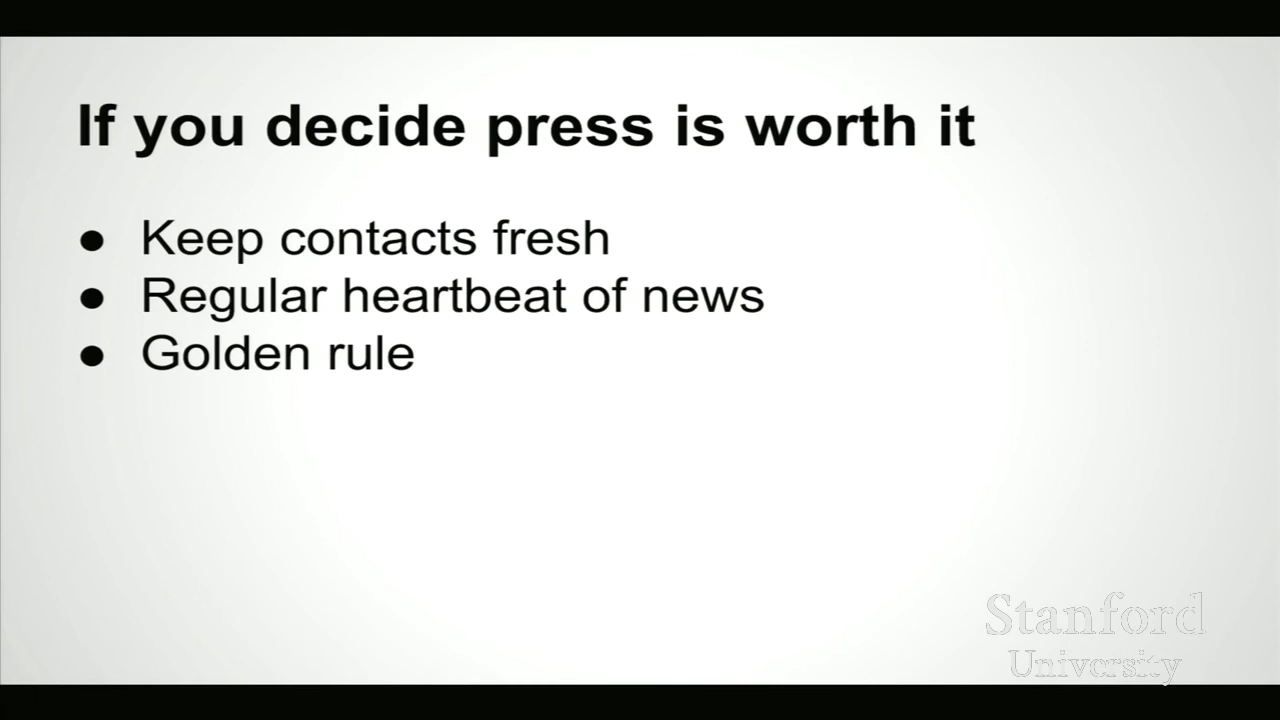 If you decide press is worth it
● Keep contacts fresh
● Regular heartbeat of news
● Golden rule
Stanford
University